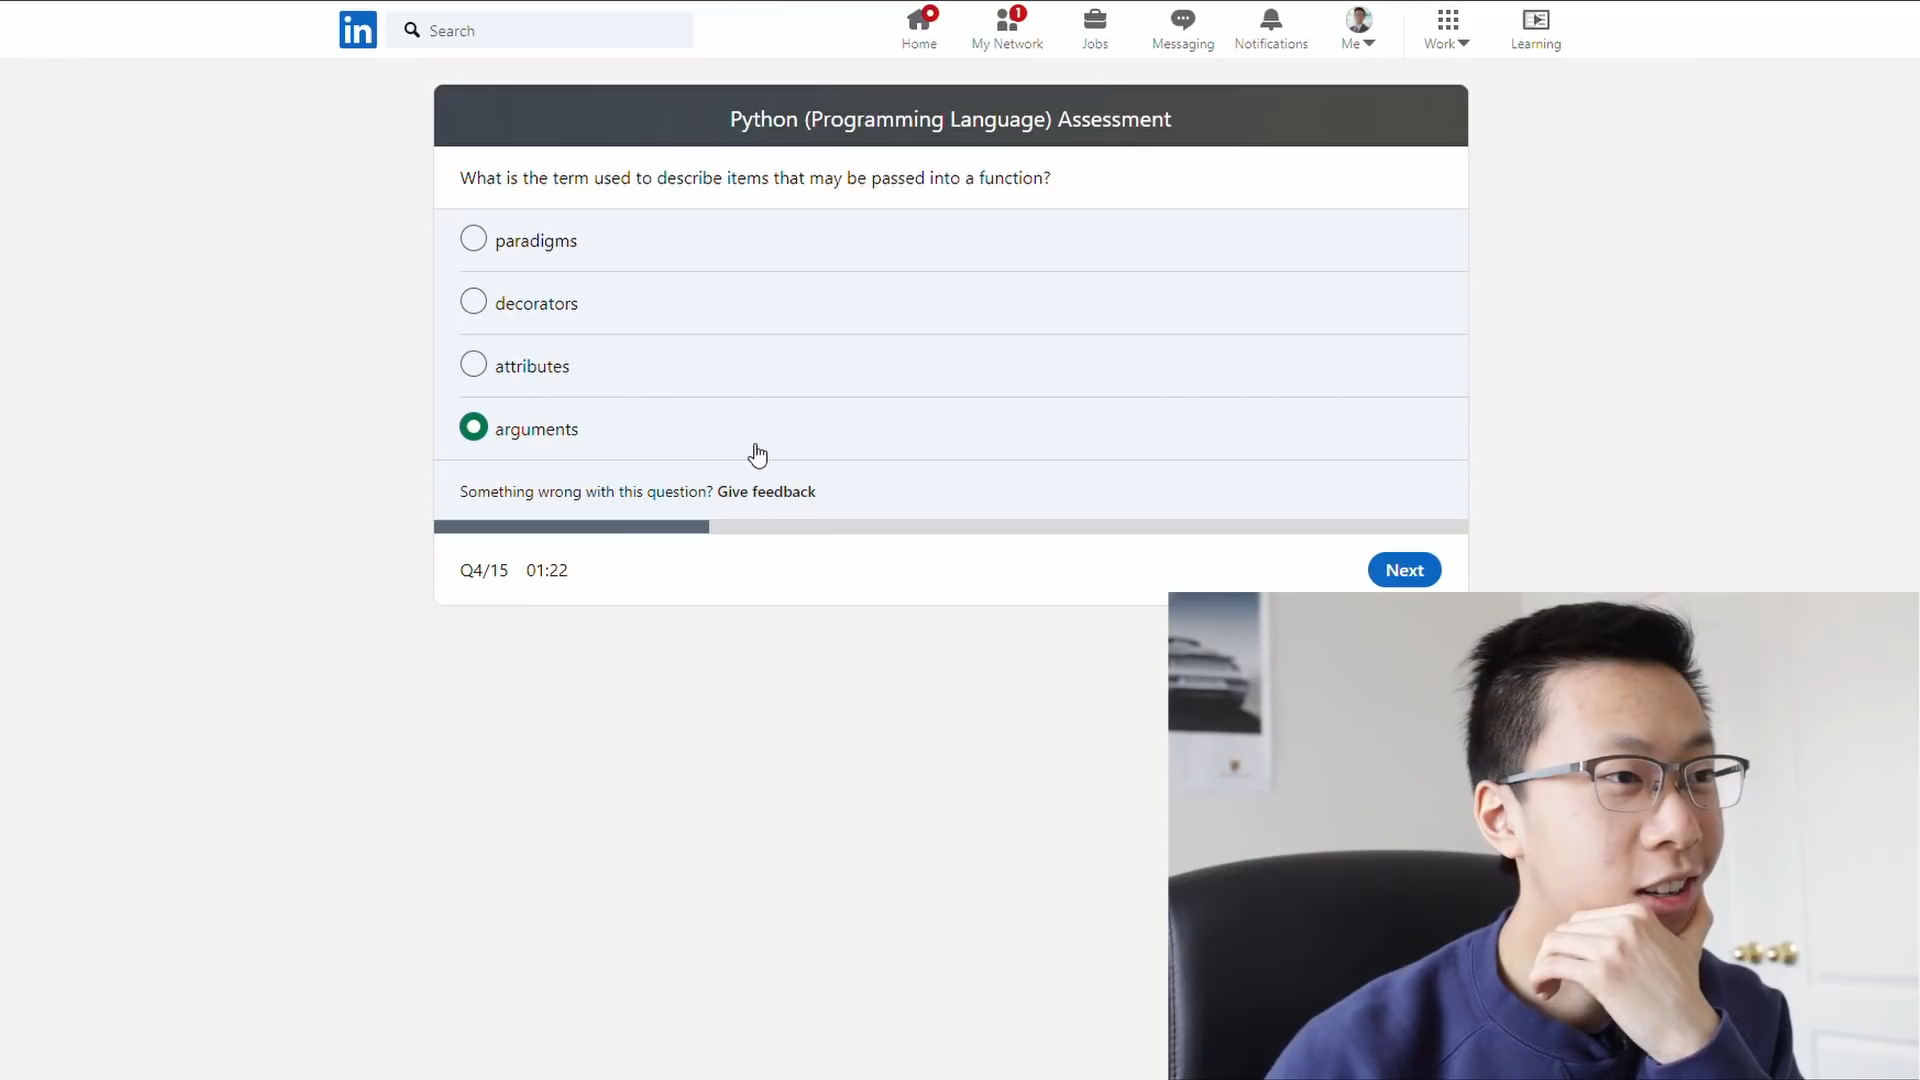 in
Search
Home
1
My Network
Jobs
Messaging
Notifications
Me
Work
Learning
Python (Programming Language) Assessment
What is the term used to describe items that may be passed into a function?
paradigms
decorators
attributes
arguments
Something wrong with this question? Give feedback
Q4/15 01:22
Next